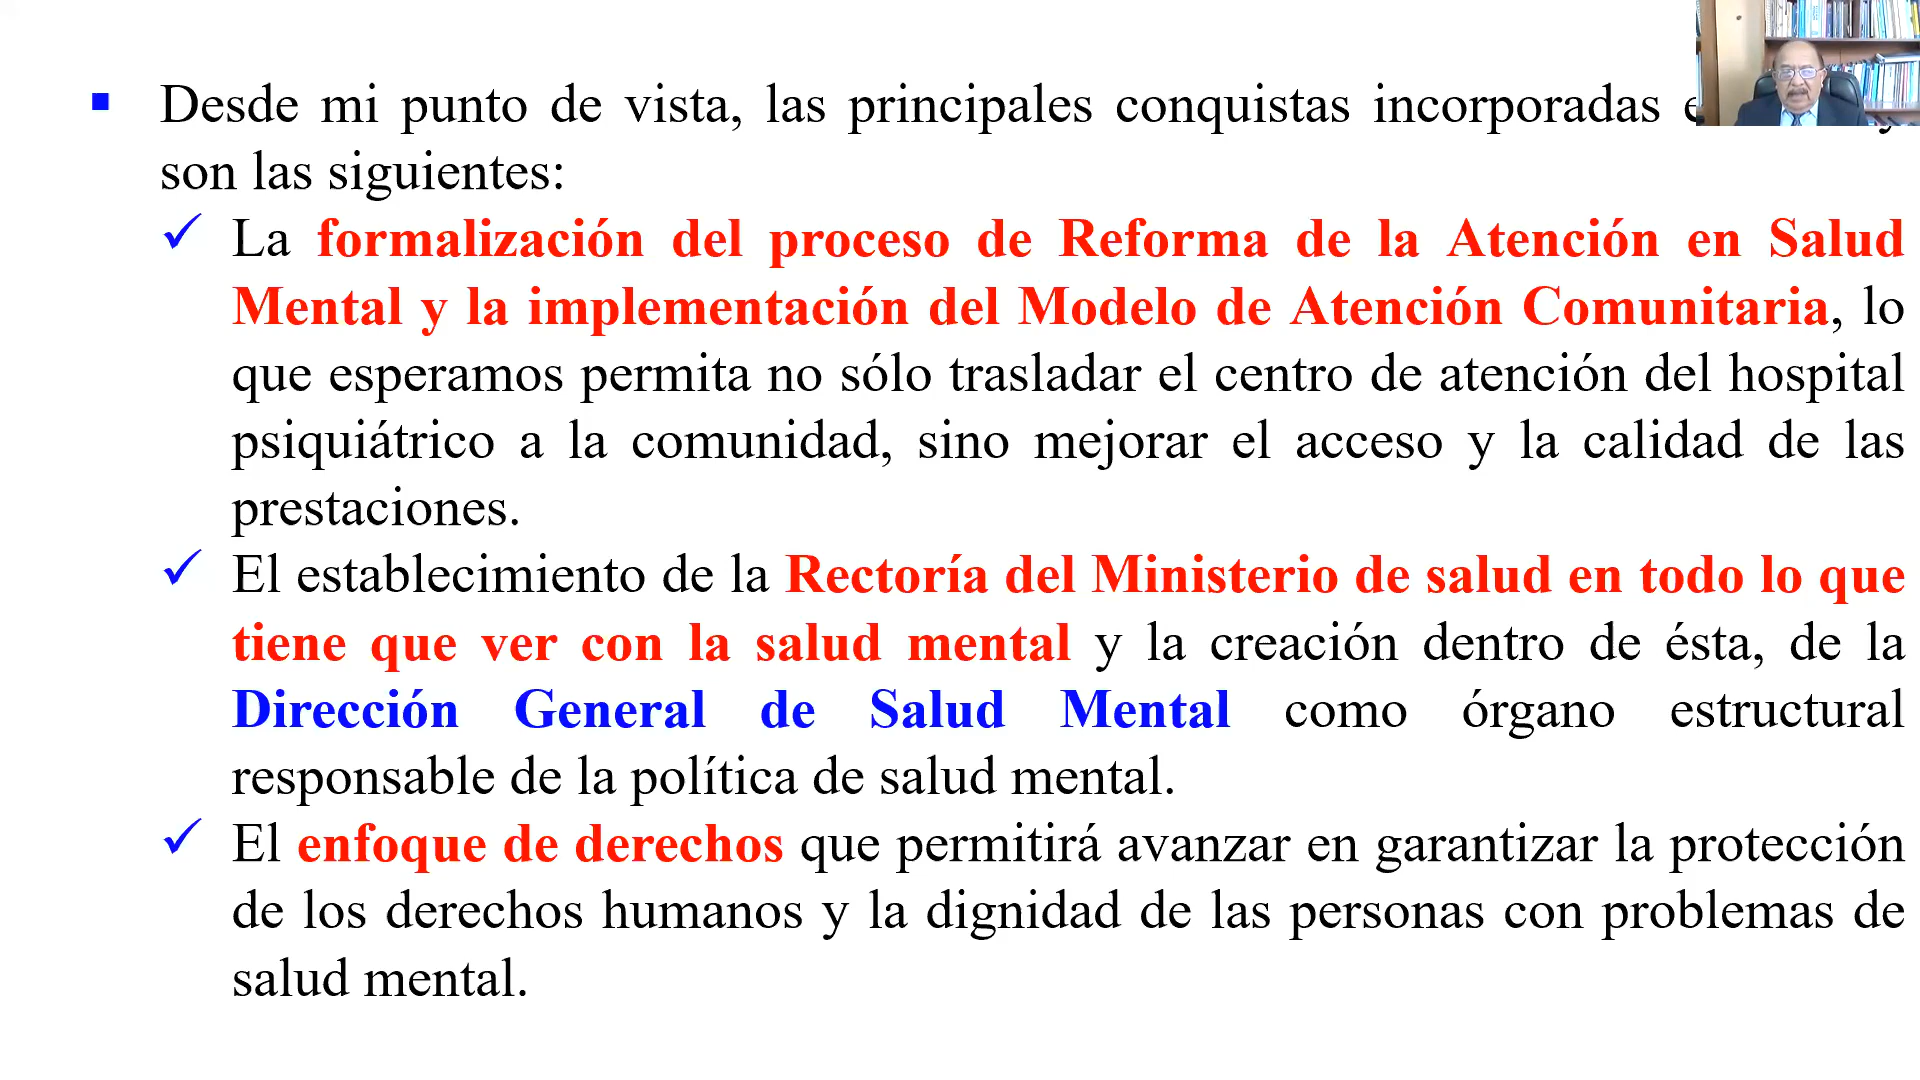 Desde mi punto de vista, las principales conquistas incorporadas
son las siguientes:
La formalización del proceso de Reforma de la Atención en Salud
Mental y la implementación del Modelo de Atención Comunitaria, lo
que esperamos permita no sólo trasladar el centro de atención del hospital
psiquiátrico a la comunidad, sino mejorar el acceso y la calidad de las
prestaciones.
El establecimiento de la Rectoría del Ministerio de salud en todo lo que
tiene que ver con la salud mental y la creación dentro de ésta, de la
Dirección General de Salud Mental como órgano estructural
responsable de la política de salud mental.
El enfoque de derechos que permitirá avanzar en garantizar la protección
de los derechos humanos y la dignidad de las personas con problemas de
salud mental.